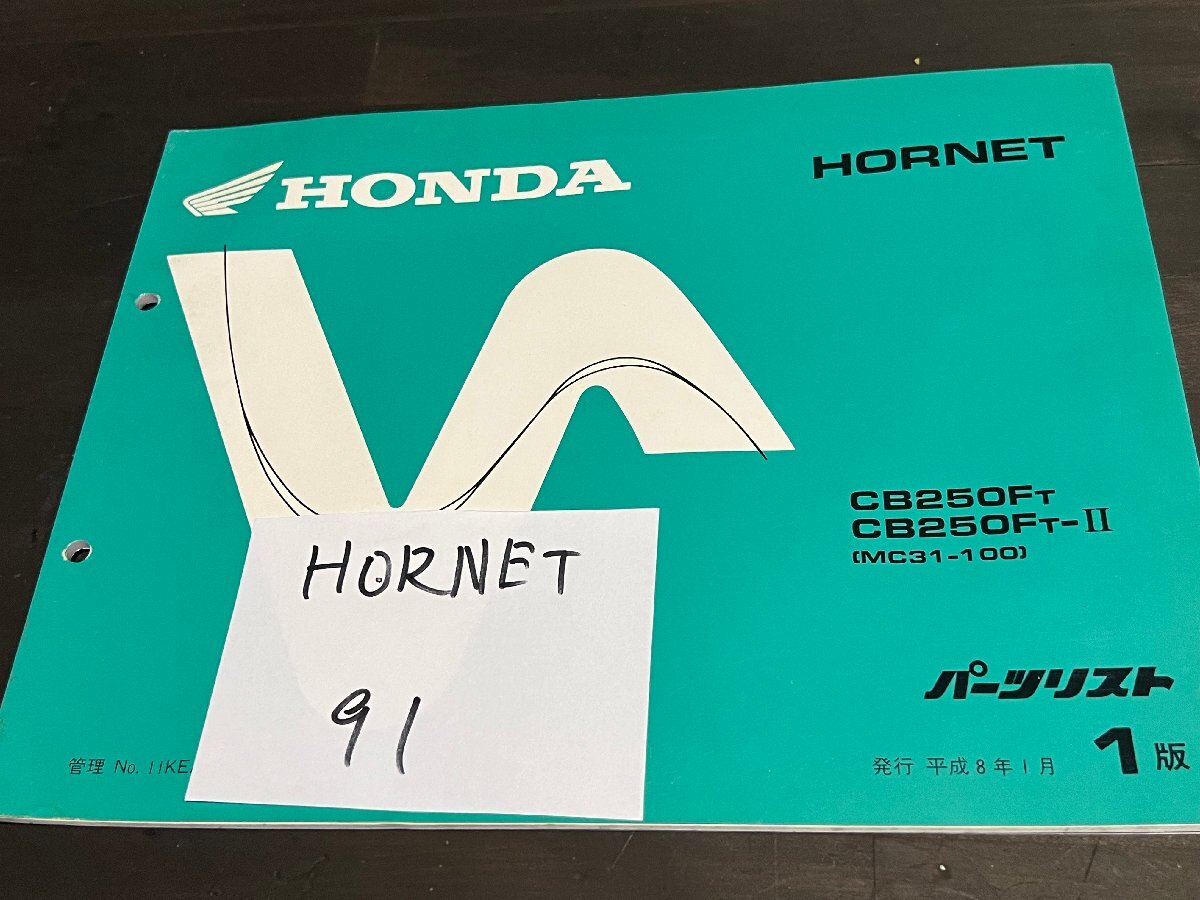 HONDA
HORNET
CB250FT
CB250FT-II
(MC31-100)
HORNET
91
パーツリスト
管理 No. 11KE
発行 平成8年1月
1版